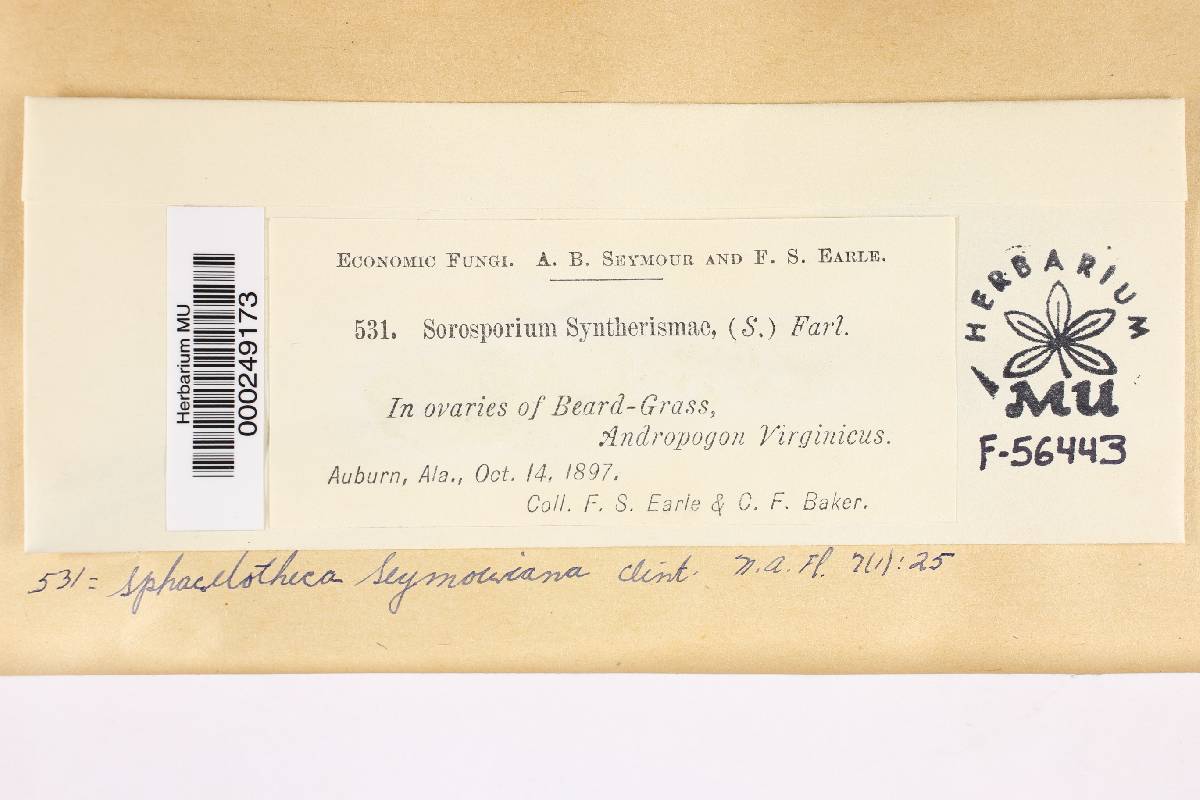 Herbarium MU
000249173
ECONOMIC FUNGI. A. B. SEYMOUR AND F. S. EARLE.
531. Sorosporium Syntherismae, (S.) Farl.
In ovaries of Beard-Grass,
Andropogon Virginicus.
Auburn, Ala., Oct. 14, 1897.
Coll. F. S. Earle & C. F. Baker.
HERBARIUM
MU
F-56443
531= Sphacelotheca Seymouriana Clint. N.A. Fl. 7(1):25